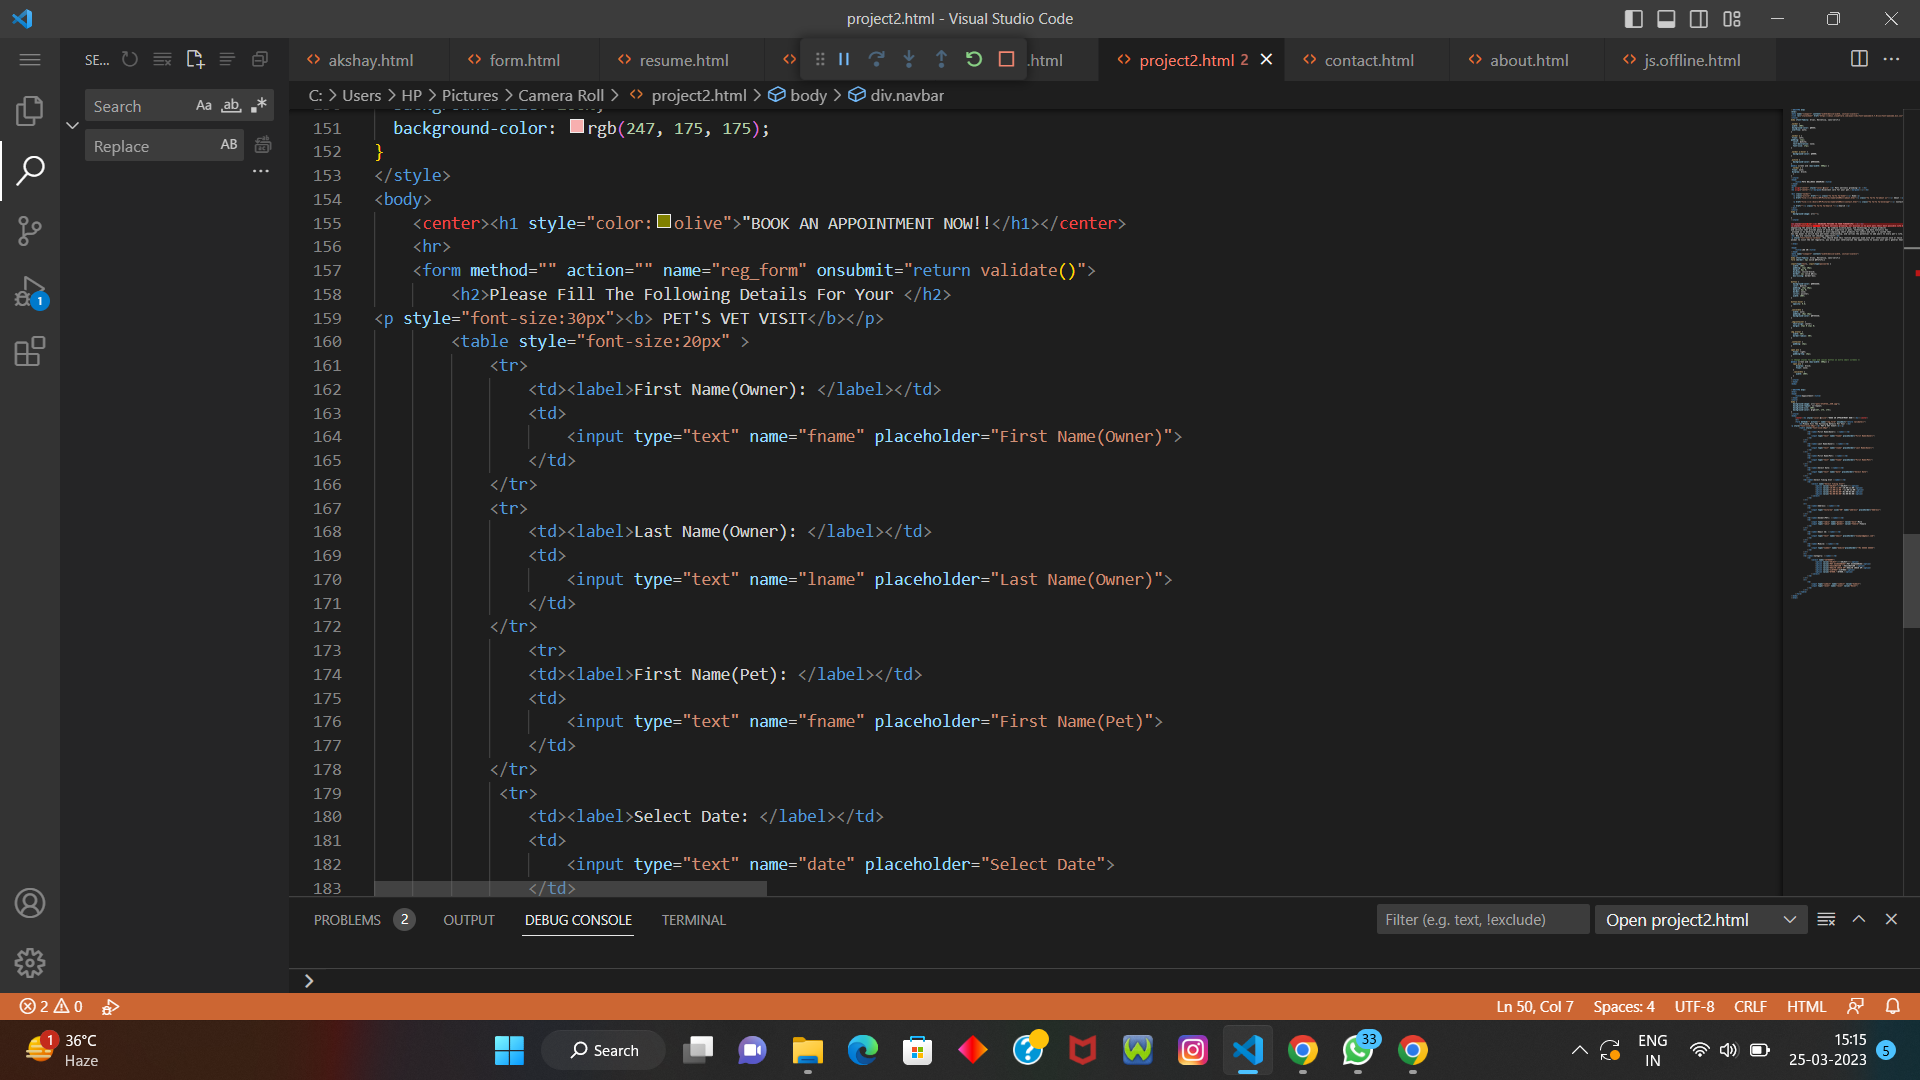 project2.html - Visual Studio Code
SE...
akshay.html
form.html
resume.html
.html
project2.html 2
contact.html
about.html
js.offline.html
Search Aa ab
Replace AB
C: > Users > HP > Pictures > Camera Roll > project2.html > body > div.navbar
151 background-color: rgb(247, 175, 175);
152 }
153 </style>
154 <body>
155 <center><h1 style="color:olive">"BOOK AN APPOINTMENT NOW!!</h1></center>
156 <hr>
157 <form method="" action="" name="reg_form" onsubmit="return validate()">
158 <h2>Please Fill The Following Details For Your </h2>
159 <p style="font-size:30px"><b> PET'S VET VISIT</b></p>
160 <table style="font-size:20px" >
161 <tr>
162 <td><label>First Name(Owner): </label></td>
163 <td>
164 <input type="text" name="fname" placeholder="First Name(Owner)">
165 </td>
166 </tr>
167 <tr>
168 <td><label>Last Name(Owner): </label></td>
169 <td>
170 <input type="text" name="lname" placeholder="Last Name(Owner)">
171 </td>
172 </tr>
173 <tr>
174 <td><label>First Name(Pet): </label></td>
175 <td>
176 <input type="text" name="fname" placeholder="First Name(Pet)">
177 </td>
178 </tr>
179 <tr>
180 <td><label>Select Date: </label></td>
181 <td>
182 <input type="text" name="date" placeholder="Select Date">
183 </td>
1
PROBLEMS 2 OUTPUT DEBUG CONSOLE TERMINAL
Filter (e.g. text, !exclude)
Open project2.html
>
2 0
Ln 50, Col 7 Spaces: 4 UTF-8 CRLF HTML
1
36°C
Haze
Search
33
ENG
IN
15:15
25-03-2023
5